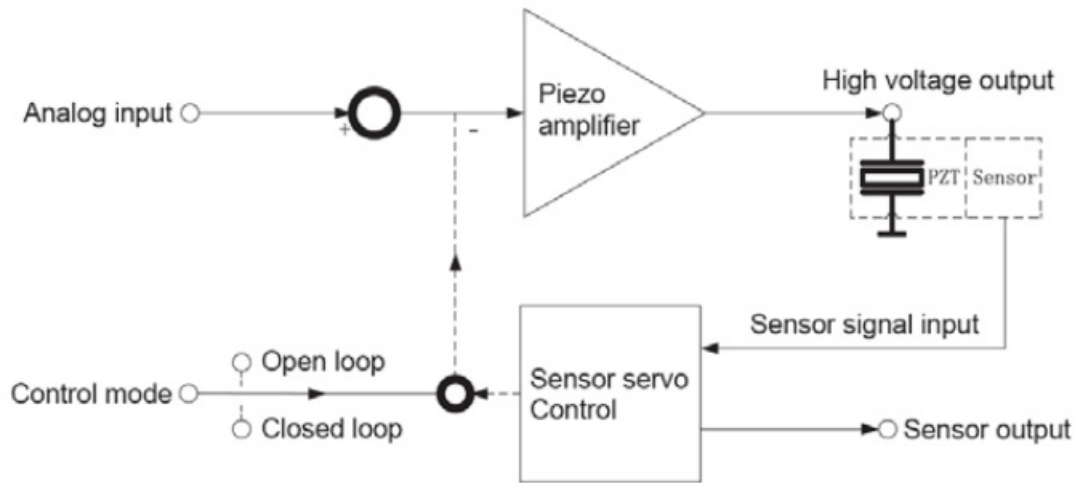 High voltage output
Analog input
+
-
Piezo
amplifier
PZT
Sensor
Sensor signal input
Open loop
Control mode
Closed loop
Sensor servo
Control
Sensor output